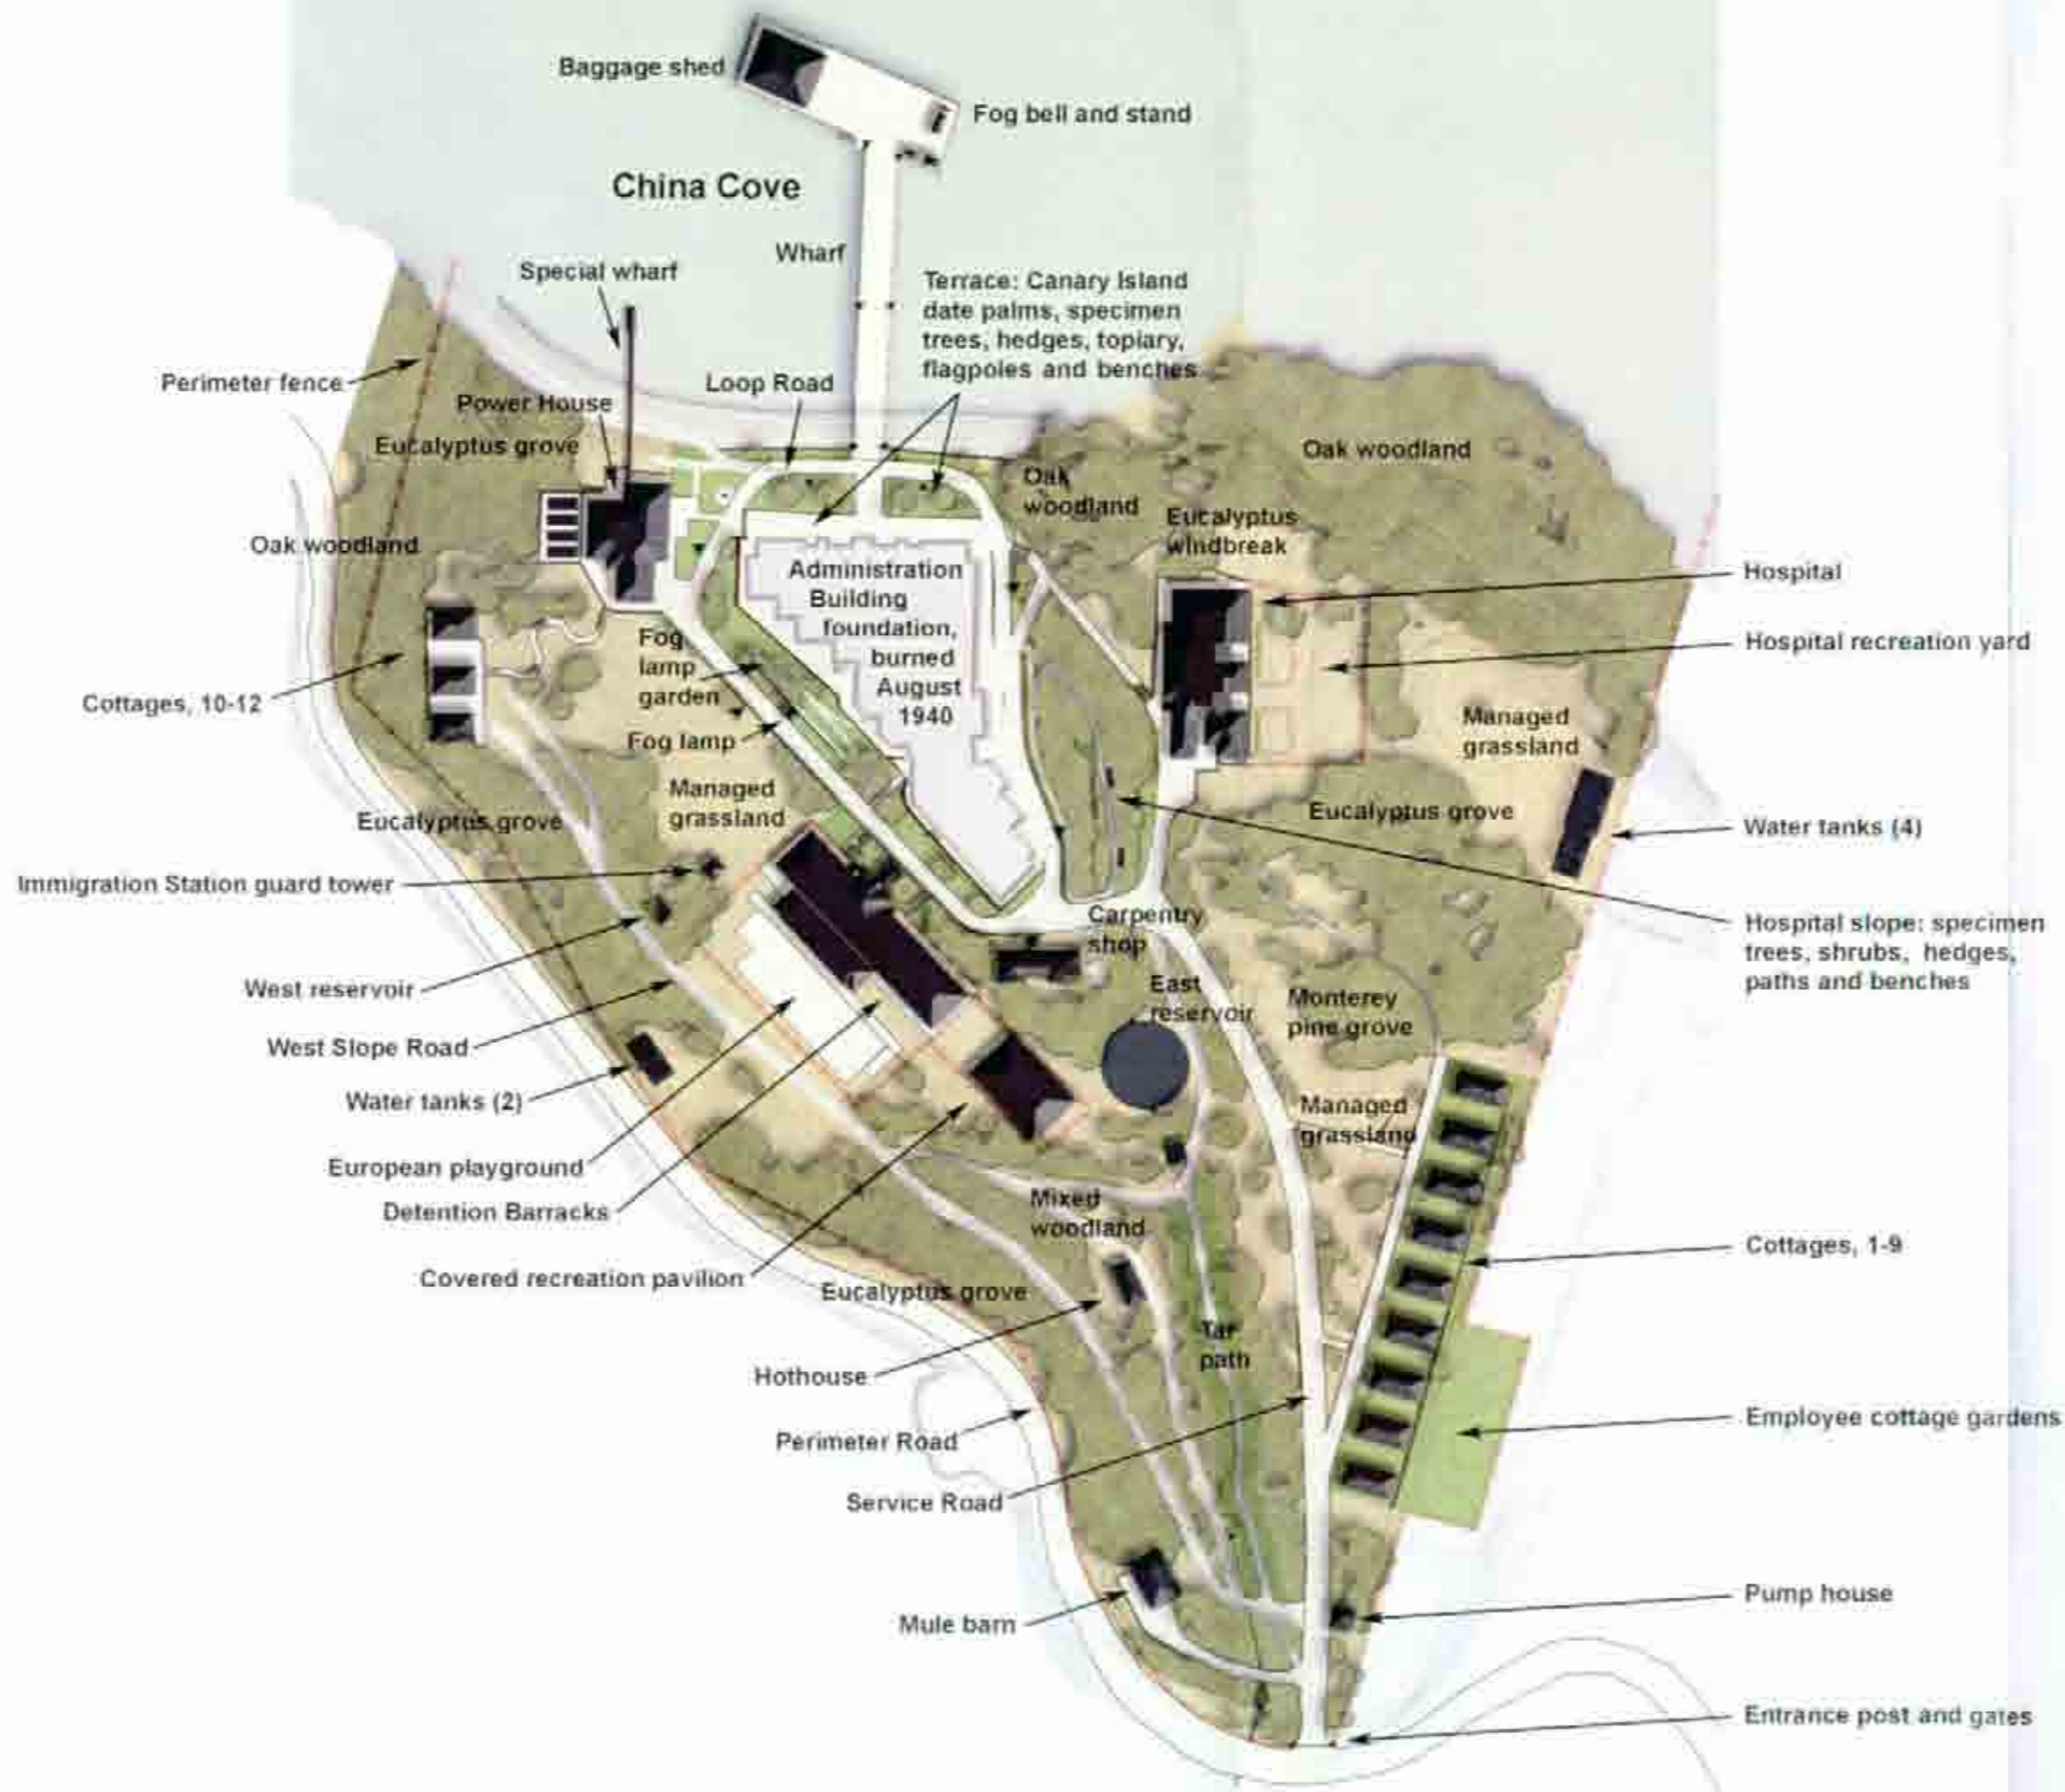 Baggage shed
Fog bell and stand
China Cove
Wharf
Special wharf
Terrace: Canary Island
date palms, specimen
trees, hedges, topiary,
flagpoles and benches
Perimeter fence
Loop Road
Power House
Eucalyptus grove
Oak woodland
Oak
woodland
Eucalyptus
windbreak
Oak woodland
Administration
Building
foundation,
burned
August
1940
Hospital
Hospital recreation yard
Fog
lamp
garden
Cottages, 10-12
Fog lamp
Managed
grassland
Managed
grassland
Eucalyptus grove
Eucalyptus grove
Water tanks (4)
Immigration Station guard tower
Carpentry
shop
Hospital slope: specimen
trees, shrubs, hedges,
paths and benches
West reservoir
East
reservoir
Monterey
pine grove
West Slope Road
Water tanks (2)
Managed
grassland
European playground
Detention Barracks
Mixed
woodland
Cottages, 1-9
Covered recreation pavilion
Eucalyptus grove
Tar
path
Hothouse
Employee cottage gardens
Perimeter Road
Service Road
Pump house
Mule barn
Entrance post and gates